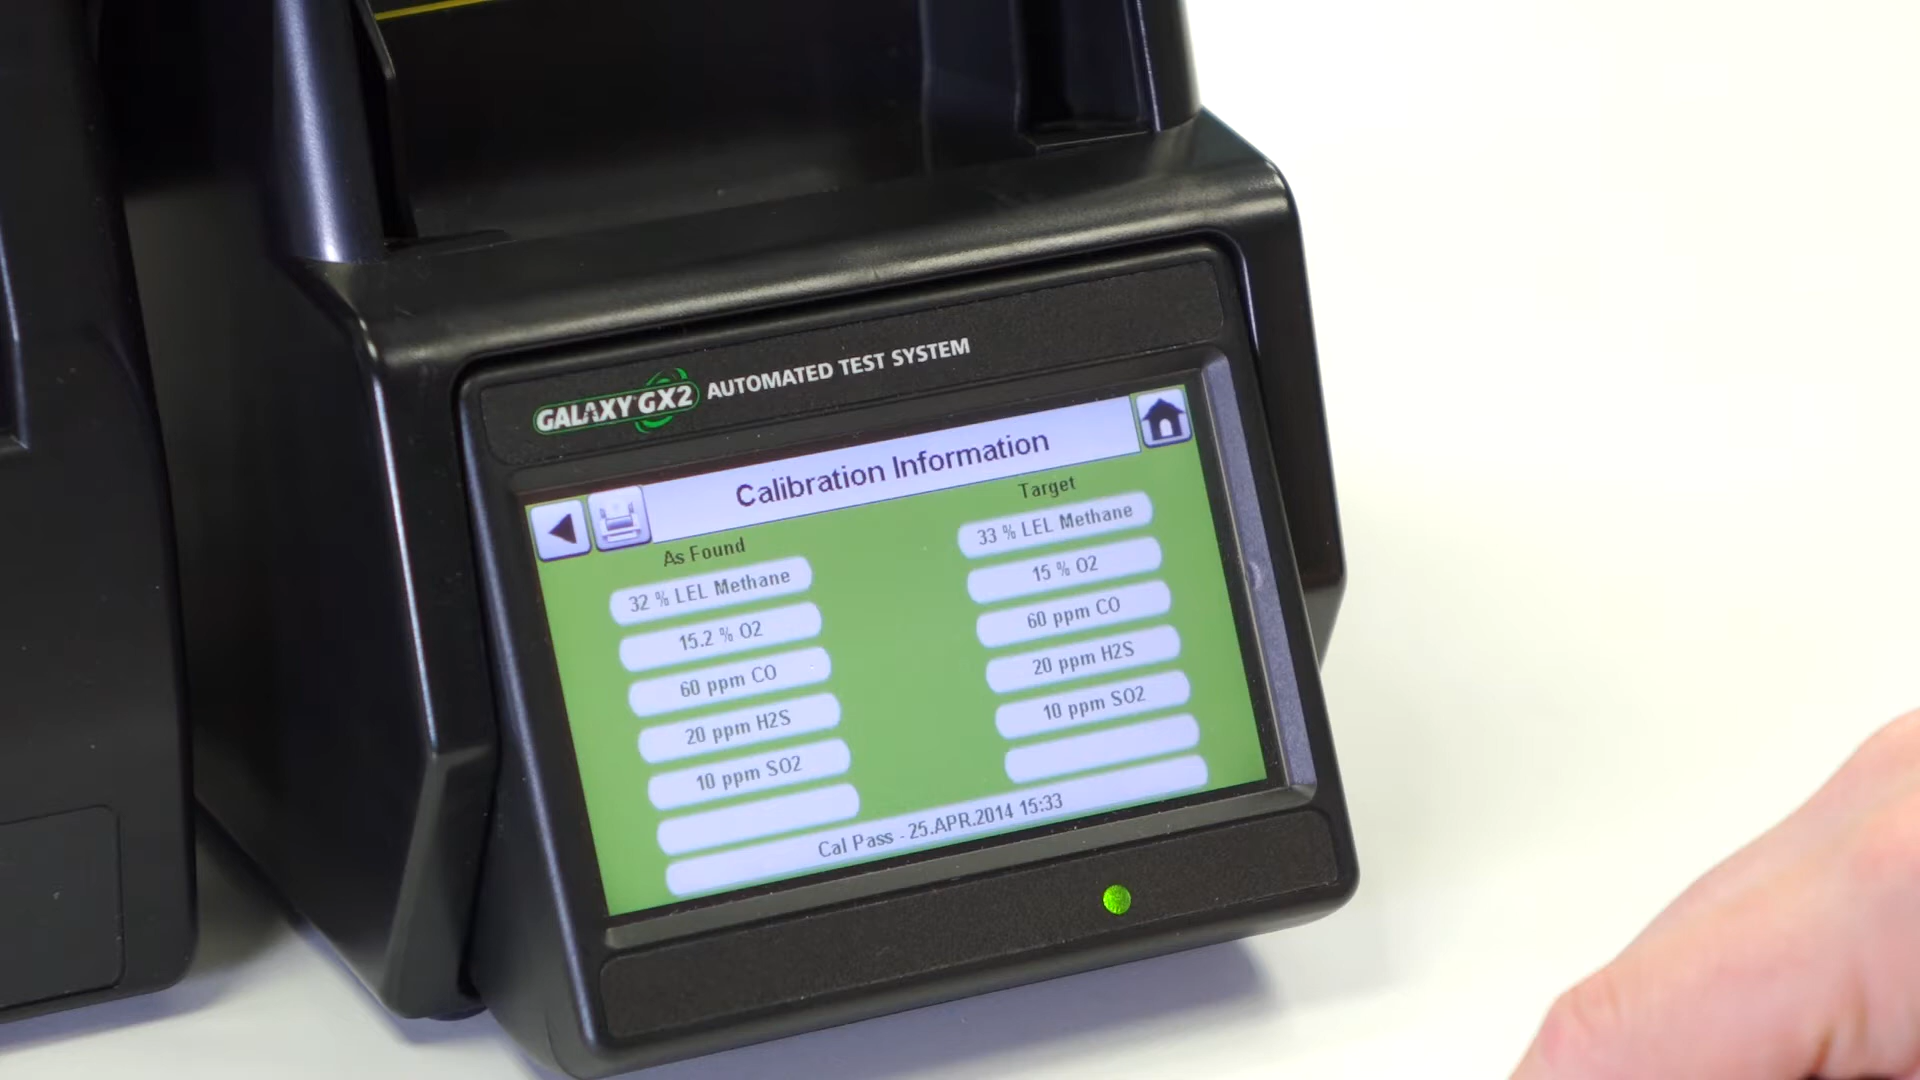 GALAXY GX2 AUTOMATED TEST SYSTEM
Calibration Information
As Found
32 % LEL Methane
15.2 % O2
60 ppm CO
20 ppm H2S
10 ppm SO2
Target
33 % LEL Methane
15 % O2
60 ppm CO
20 ppm H2S
10 ppm SO2
Cal Pass - 25.APR.2014 15:33